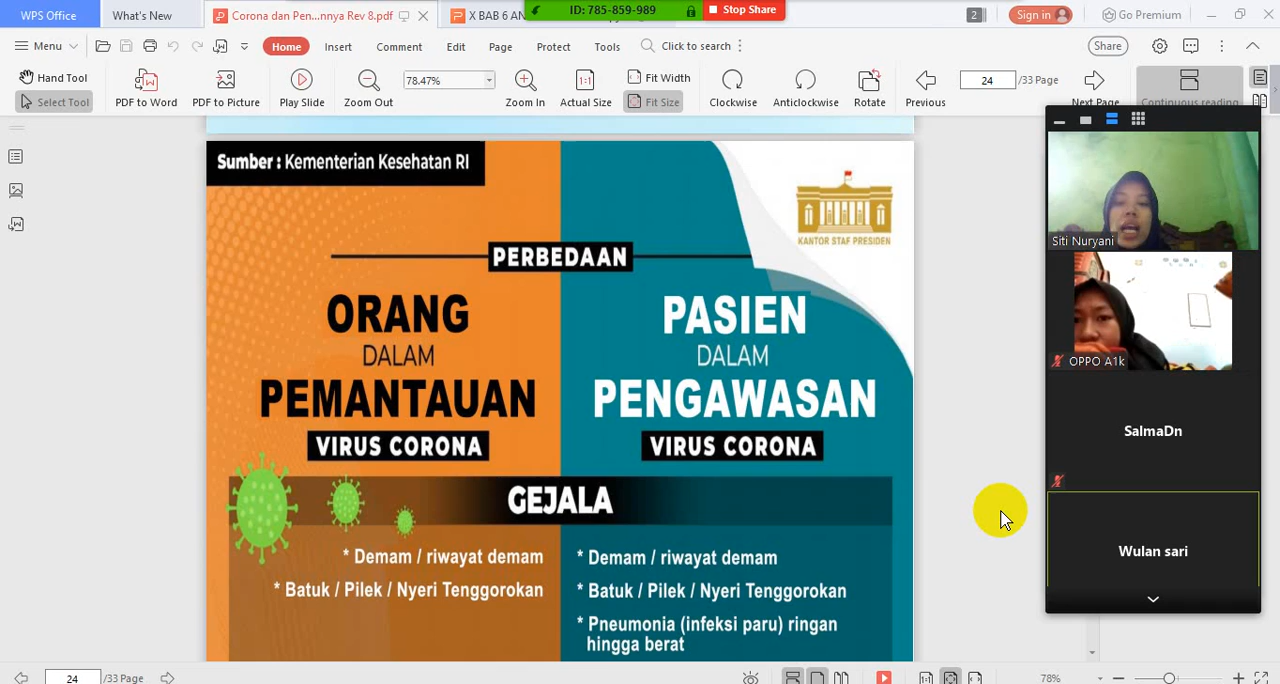 WPS Office
What's New
Corona dan Pen...nnya Rev 8.pdf
X BAB 6 AN
ID: 785-859-989
Stop Share
2
Sign in
Go Premium
Menu
Home
Insert
Comment
Edit
Page
Protect
Tools
Click to search
Share
Hand Tool
Select Tool
PDF to Word
PDF to Picture
Play Slide
Zoom Out
78.47%
Zoom In
Actual Size
Fit Width
Fit Size
Clockwise
Anticlockwise
Rotate
Previous
24
/33 Page
Next Page
Continuous reading
Sumber : Kementerian Kesehatan RI
KANTOR STAF PRESIDEN
PERBEDAAN
ORANG
DALAM
PEMANTAUAN
VIRUS CORONA
PASIEN
DALAM
PENGAWASAN
VIRUS CORONA
GEJALA
* Demam / riwayat demam
* Batuk / Pilek / Nyeri Tenggorokan
* Demam / riwayat demam
* Batuk / Pilek / Nyeri Tenggorokan
* Pneumonia (infeksi paru) ringan
hingga berat
Siti Nuryani
OPPO A1k
SalmaDn
Wulan sari
24
/33 Page
78%